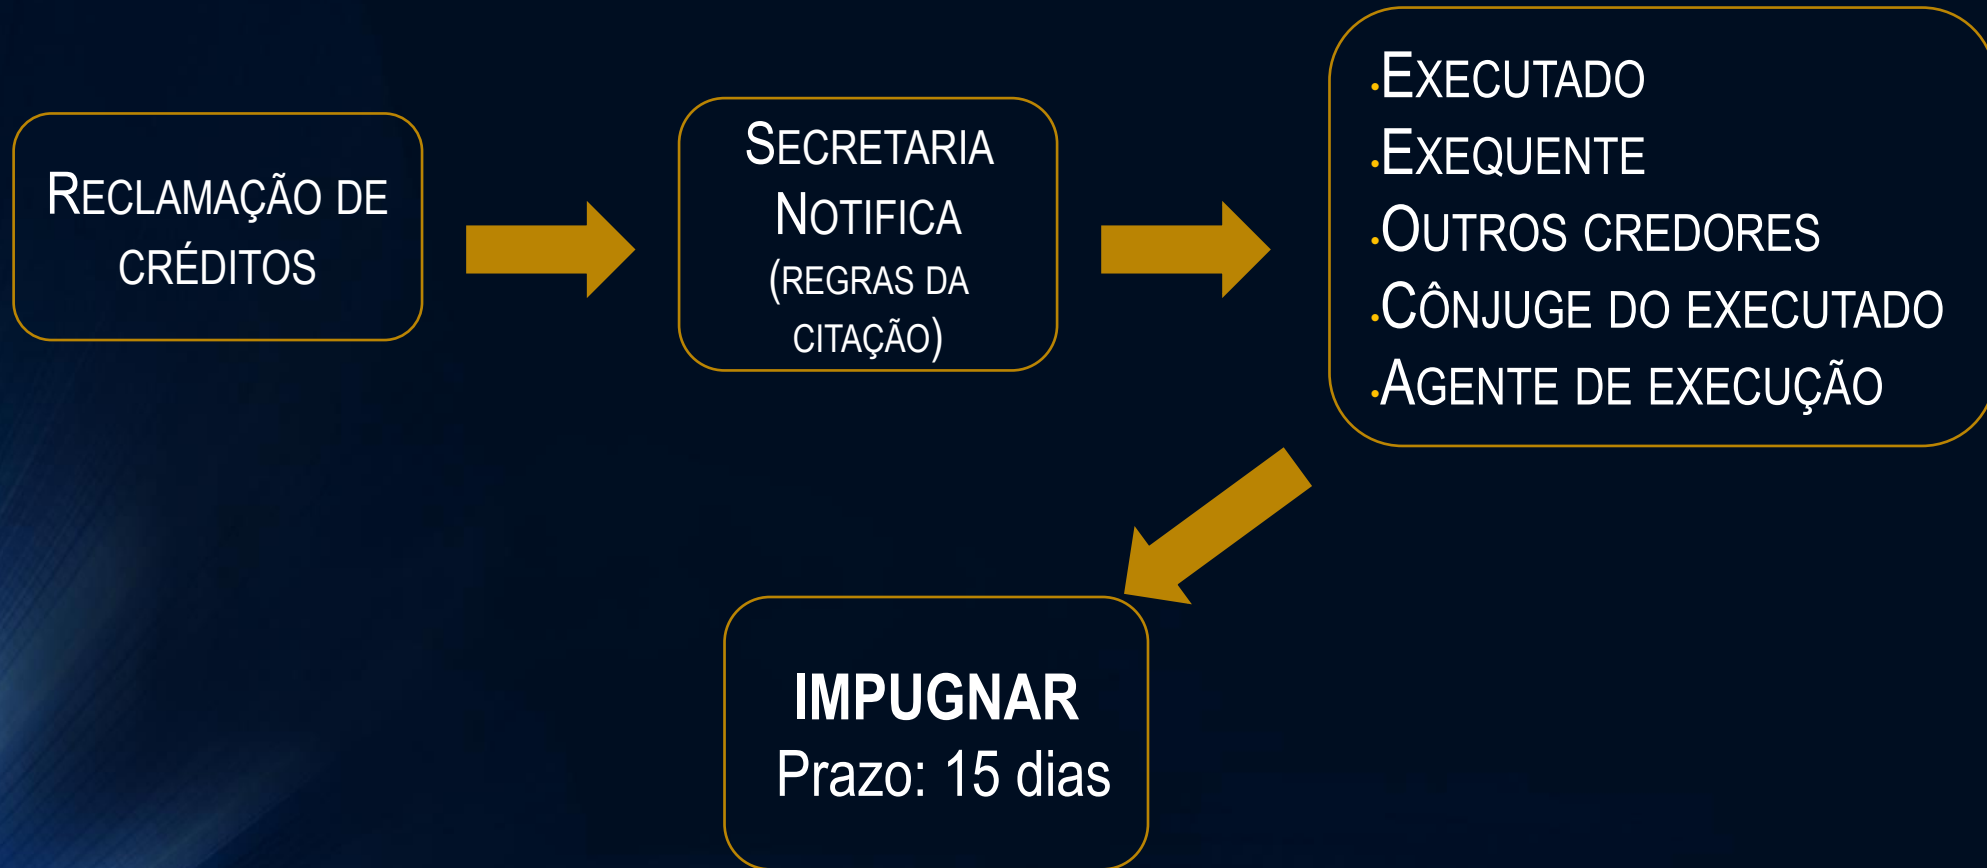 RECLAMAÇÃO DE
CRÉDITOS
SECRETARIA
NOTIFICA
(REGRAS DA
CITAÇÃO)
•EXECUTADO
•EXEQUENTE
•OUTROS CREDORES
•CÔNJUGE DO EXECUTADO
•AGENTE DE EXECUÇÃO
IMPUGNAR
Prazo: 15 dias